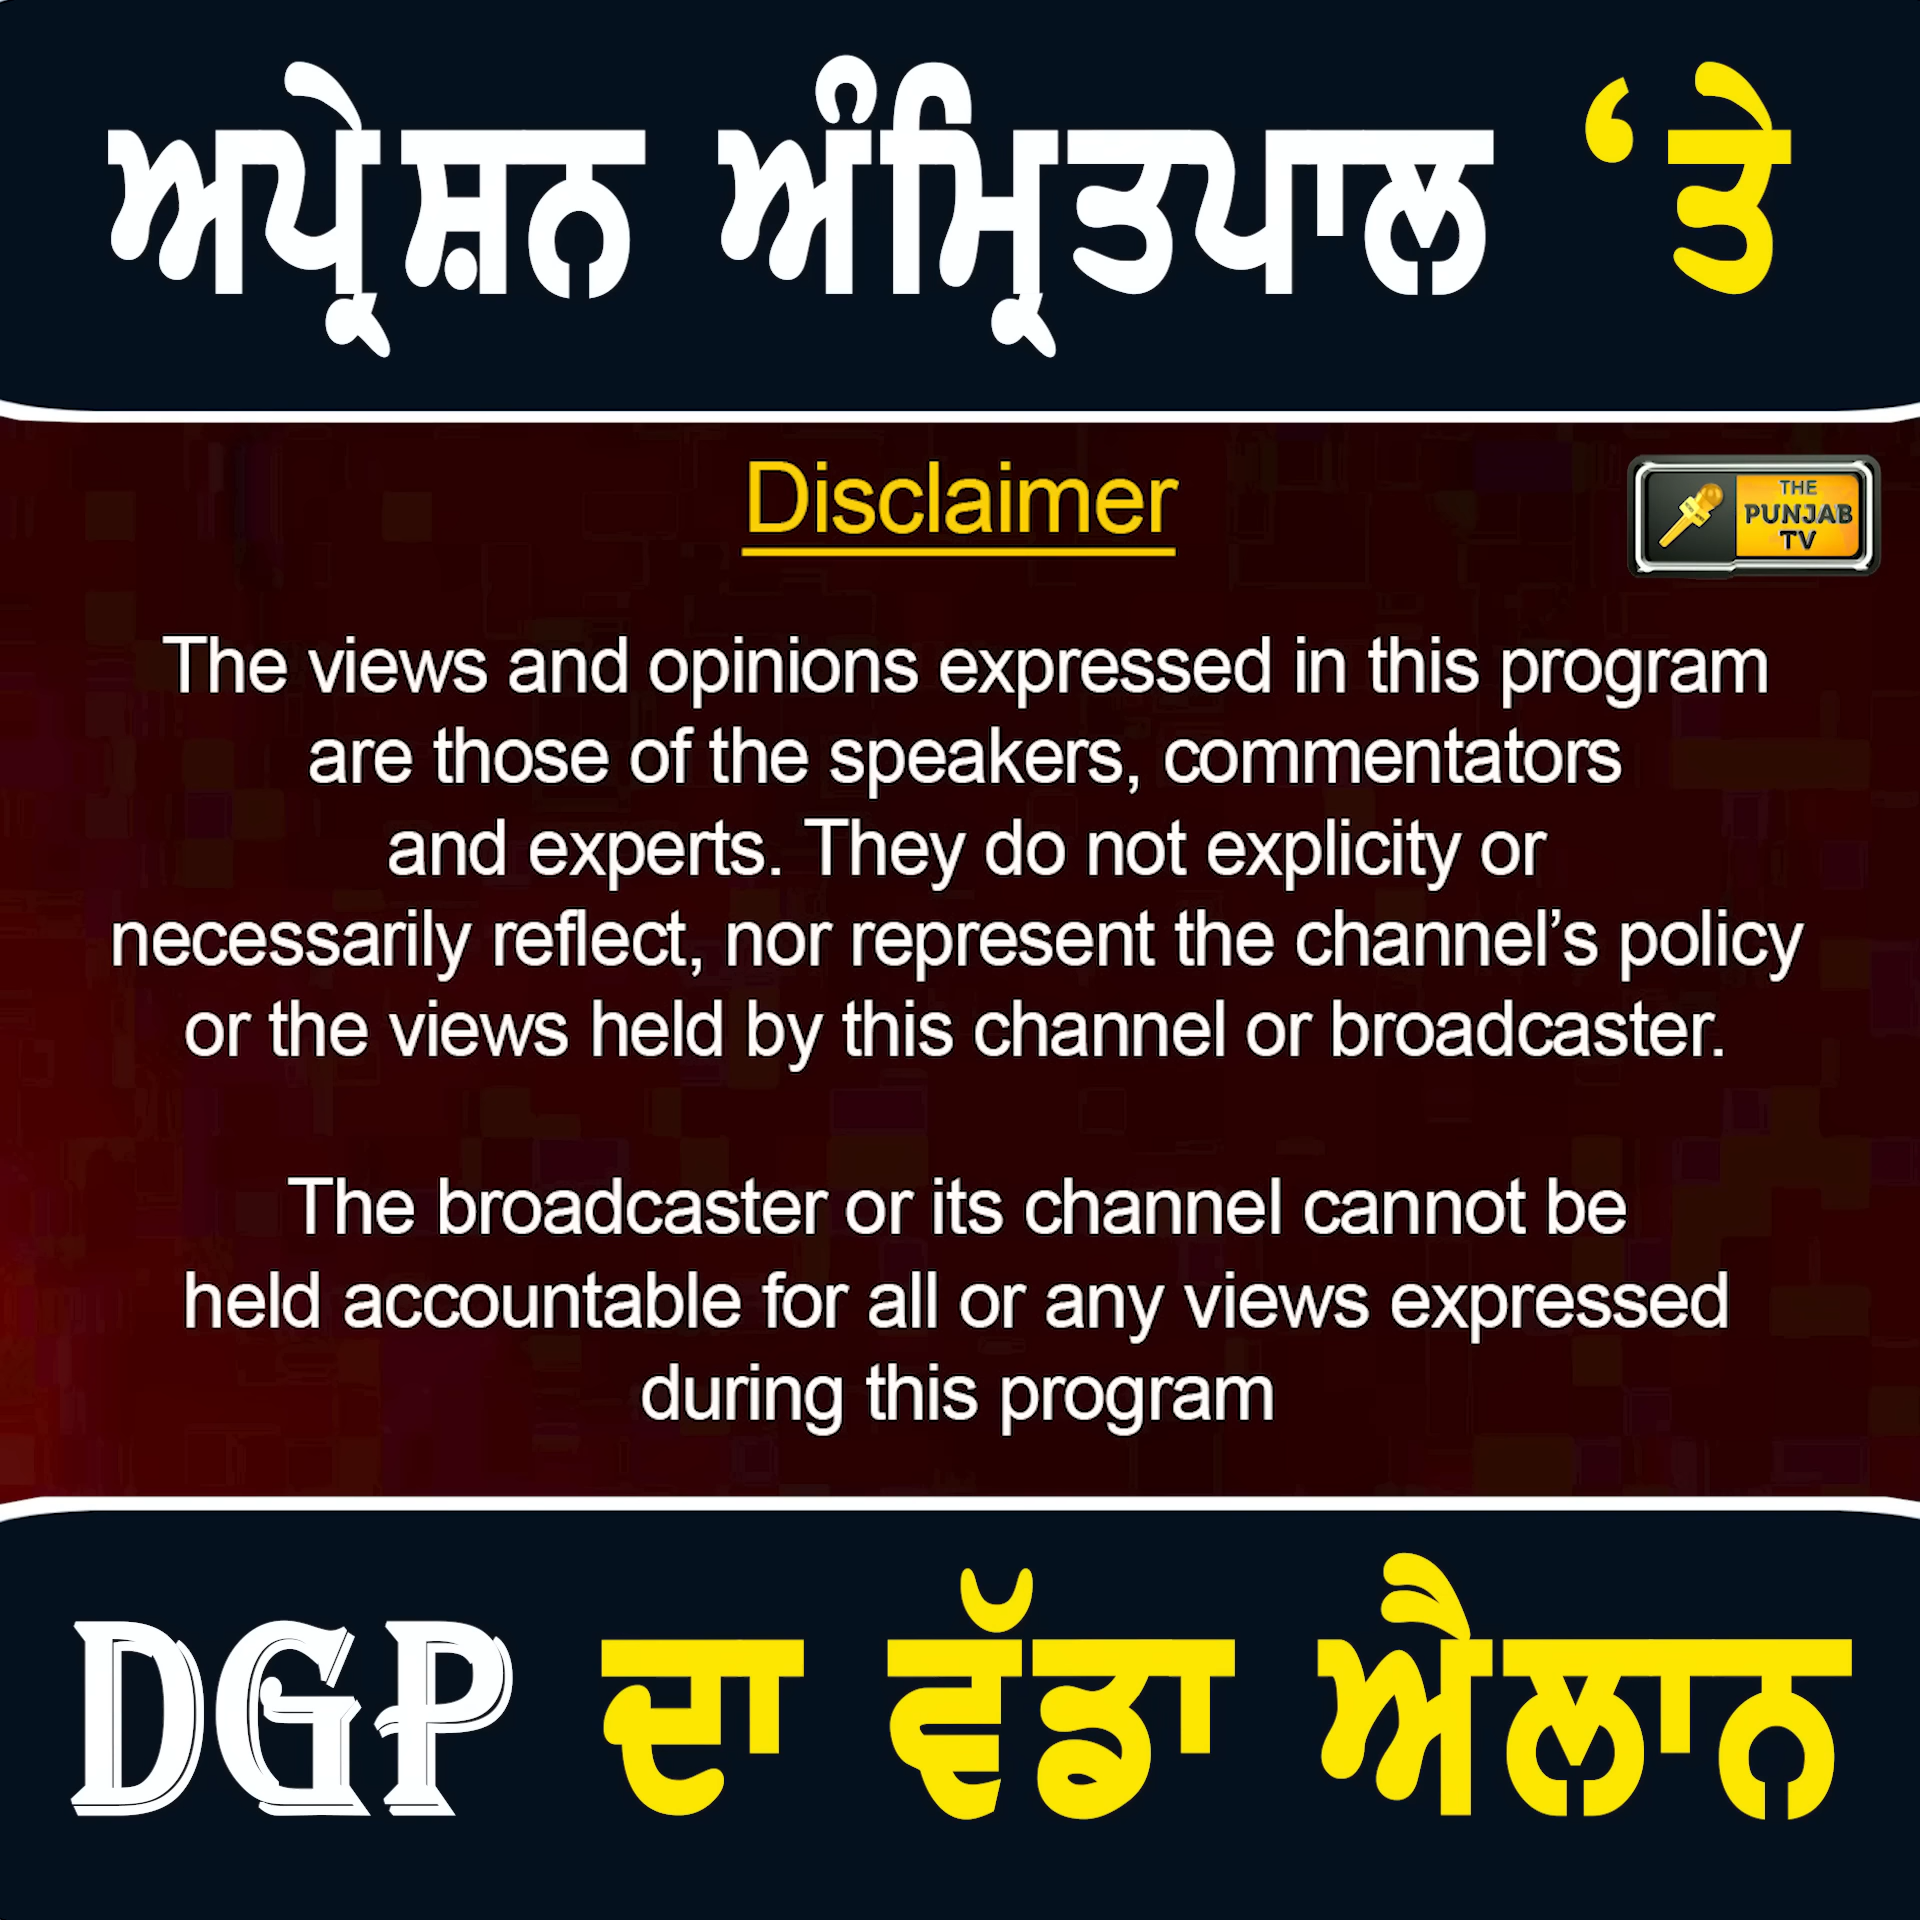 ਅਪ੍ਰੇਸ਼ਨ ਅੰਮ੍ਰਿਤਪਾਲ ‘ਤੇ
Disclaimer
THE
PUNJAB
TV
The views and opinions expressed in this program
are those of the speakers, commentators
and experts. They do not explicity or
necessarily reflect, nor represent the channel’s policy
or the views held by this channel or broadcaster.
The broadcaster or its channel cannot be
held accountable for all or any views expressed
during this program
DGP ਦਾ ਵੱਡਾ ਐਲਾਨ